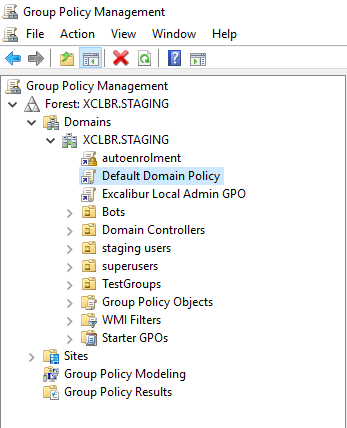 Group Policy Management
File Action View Window Help
Group Policy Management
Forest: XCLBR.STAGING
Domains
XCLBR.STAGING
autoenrolment
Default Domain Policy
Excalibur Local Admin GPO
Bots
Domain Controllers
staging users
superusers
TestGroups
Group Policy Objects
WMI Filters
Starter GPOs
Sites
Group Policy Modeling
Group Policy Results